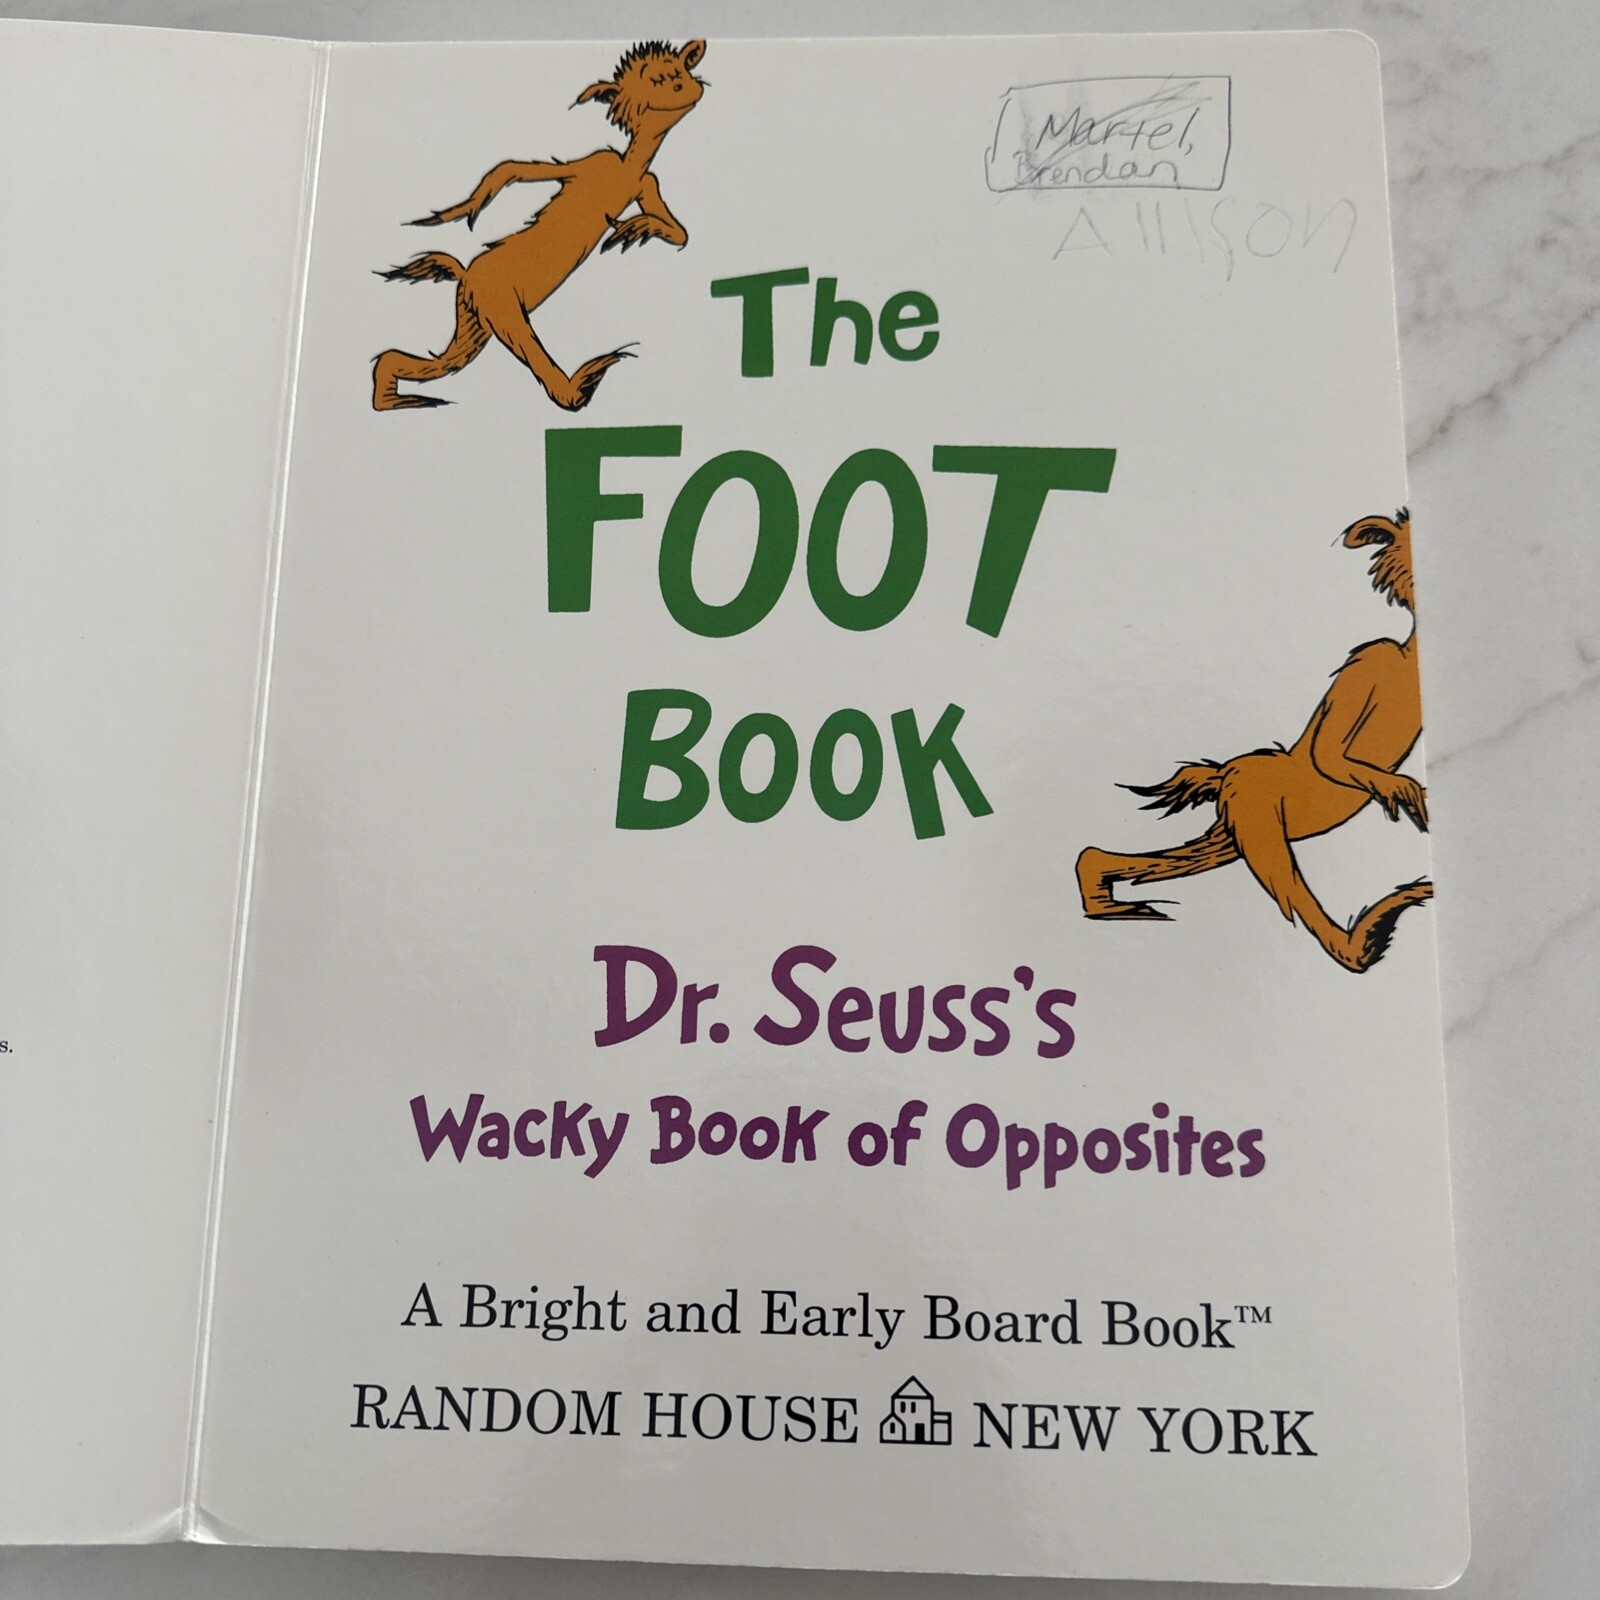 Martel,
Brendan
Allison
The
FOOT
BOOK
Dr. Seuss's
Wacky Book of Opposites
s.
A Bright and Early Board Book™
RANDOM HOUSE NEW YORK